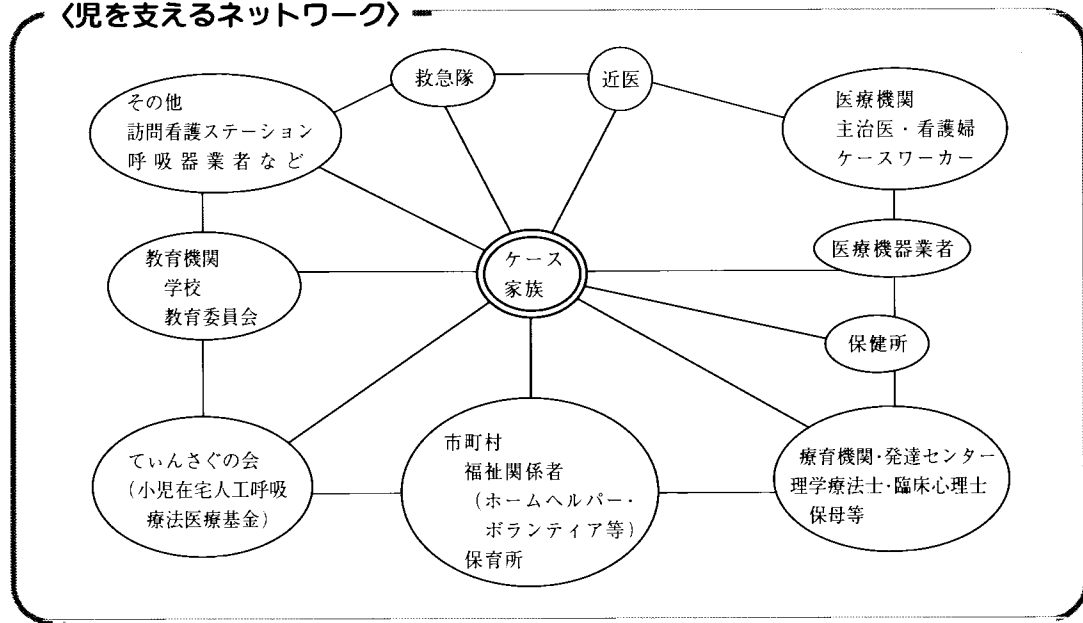 〈児を支えるネットワーク〉
救急隊
近医
その他
訪問看護ステーション
呼吸器業者など
医療機関
主治医・看護婦
ケースワーカー
教育機関
学校
教育委員会
ケース
家族
医療機器業者
保健所
てぃんさぐの会
(小児在宅人工呼吸
療法医療基金)
市町村
福祉関係者
(ホームヘルパー・
ボランティア等)
保育所
療育機関・発達センター
理学療法士・臨床心理士
保母等